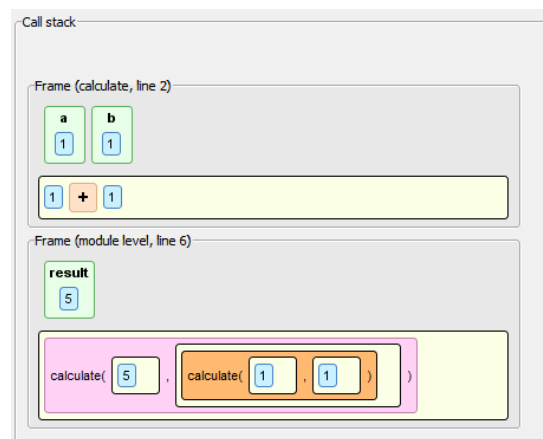 Call stack
Frame (calculate, line 2)
a b
1 1
1 + 1
Frame (module level, line 6)
result
5
calculate( 5 , calculate( 1 , 1 ) )